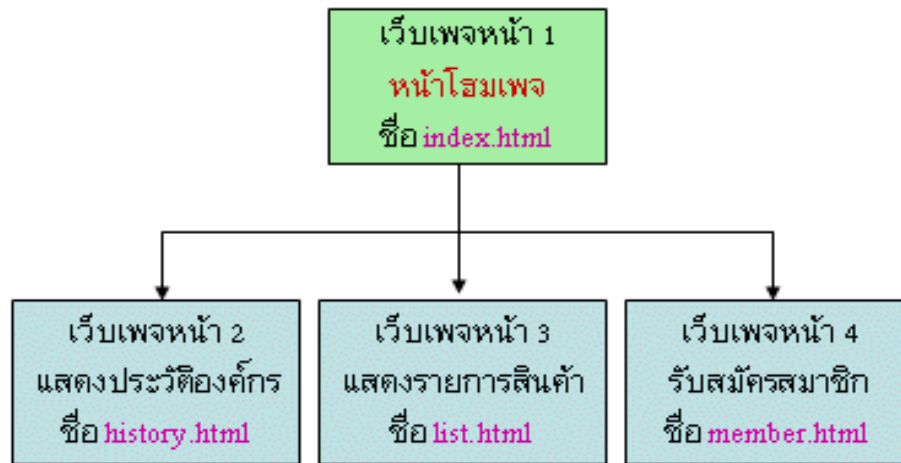 เว็บเพจหน้า 1
หน้าโฮมเพจ
ชื่อ index.html
เว็บเพจหน้า 2
แสดงประวัติองค์กร
ชื่อ history.html
เว็บเพจหน้า 3
แสดงรายการสินค้า
ชื่อ list.html
เว็บเพจหน้า 4
รับสมัครสมาชิก
ชื่อ member.html